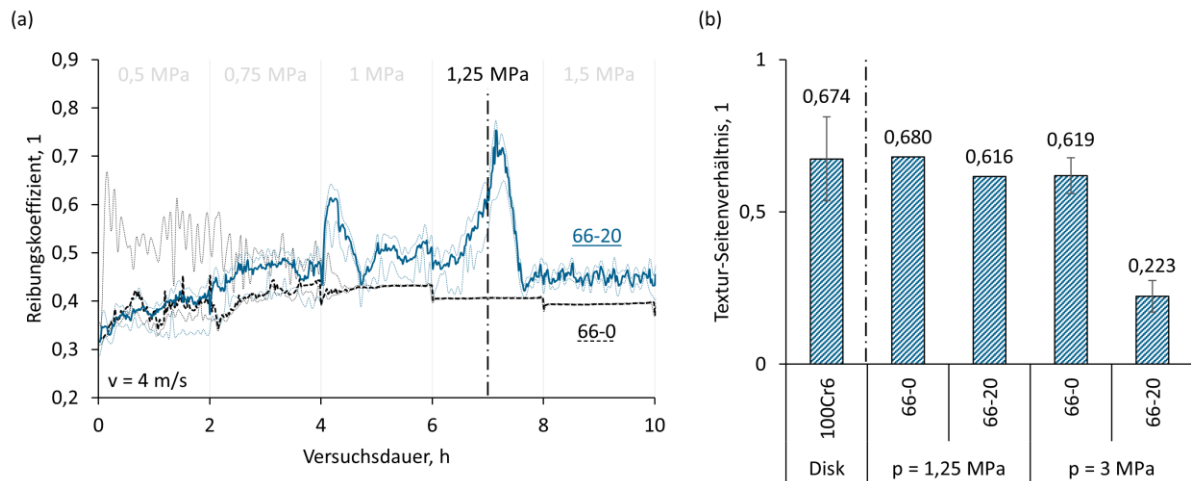 (a)
0,9
0,8
0,7
0,6
0,5
0,4
0,3
0,2
Reibungskoeffizient, 1
0,5 MPa
0,75 MPa
1 MPa
1,25 MPa
1,5 MPa
66-20
66-0
v = 4 m/s
0
2
4
6
8
10
Versuchsdauer, h
(b)
1
0,5
0
Textur-Seitenverhältnis, 1
0,674
0,680
0,616
0,619
0,223
100Cr6
66-0
66-20
66-0
66-20
Disk
p = 1,25 MPa
p = 3 MPa